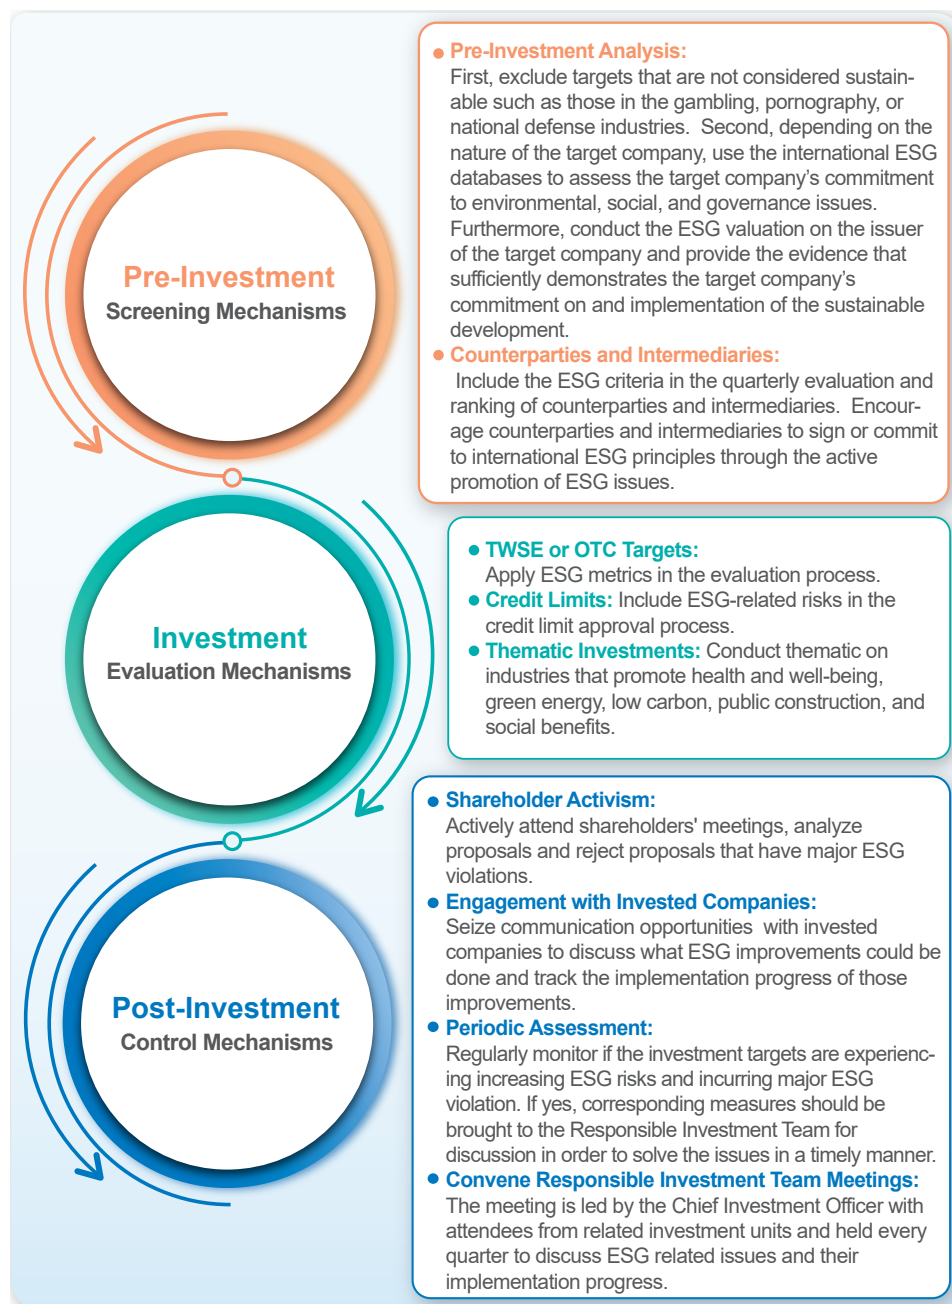 Pre-Investment
Screening Mechanisms
• Pre-Investment Analysis:
First, exclude targets that are not considered sustain-
able such as those in the gambling, pornography, or
national defense industries.  Second, depending on the
nature of the target company, use the international ESG
databases to assess the target company's commitment
to environmental, social, and governance issues.
Furthermore, conduct the ESG valuation on the issuer
of the target company and provide the evidence that
sufficiently demonstrates the target company's
commitment on and implementation of the sustainable
development.
• Counterparties and Intermediaries:
Include the ESG criteria in the quarterly evaluation and
ranking of counterparties and intermediaries.  Encour-
age counterparties and intermediaries to sign or commit
to international ESG principles through the active
promotion of ESG issues.
Investment
Evaluation Mechanisms
• TWSE or OTC Targets:
Apply ESG metrics in the evaluation process.
• Credit Limits: Include ESG-related risks in the
credit limit approval process.
• Thematic Investments: Conduct thematic on
industries that promote health and well-being,
green energy, low carbon, public construction, and
social benefits.
Post-Investment
Control Mechanisms
• Shareholder Activism:
Actively attend shareholders' meetings, analyze
proposals and reject proposals that have major ESG
violations.
• Engagement with Invested Companies:
Seize communication opportunities  with invested
companies to discuss what ESG improvements could be
done and track the implementation progress of those
improvements.
• Periodic Assessment:
Regularly monitor if the investment targets are experienc-
ing increasing ESG risks and incurring major ESG
violation. If yes, corresponding measures should be
brought to the Responsible Investment Team for
discussion in order to solve the issues in a timely manner.
• Convene Responsible Investment Team Meetings:
The meeting is led by the Chief Investment Officer with
attendees from related investment units and held every
quarter to discuss ESG related issues and their
implementation progress.